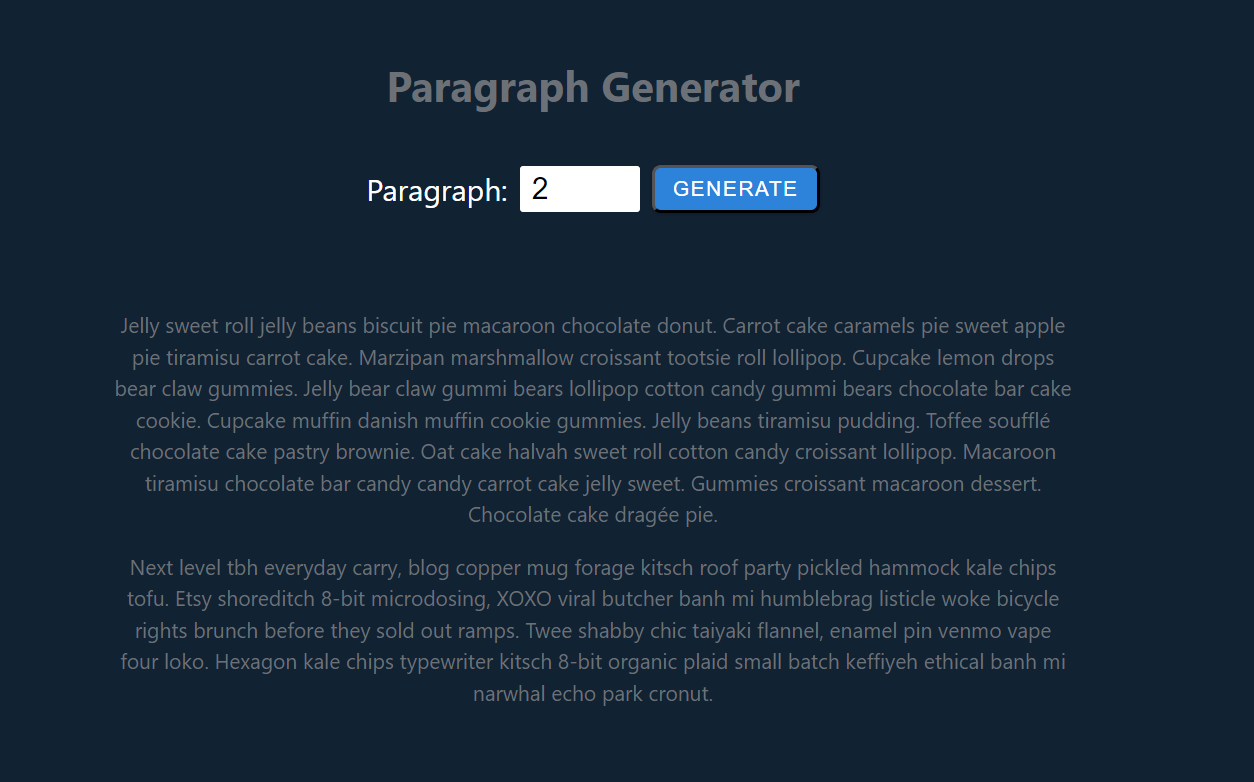 Paragraph Generator
Paragraph: 2 GENERATE
Jelly sweet roll jelly beans biscuit pie macaroon chocolate donut. Carrot cake caramels pie sweet apple
pie tiramisu carrot cake. Marzipan marshmallow croissant tootsie roll lollipop. Cupcake lemon drops
bear claw gummies. Jelly bear claw gummi bears lollipop cotton candy gummi bears chocolate bar cake
cookie. Cupcake muffin danish muffin cookie gummies. Jelly beans tiramisu pudding. Toffee soufflé
chocolate cake pastry brownie. Oat cake halvah sweet roll cotton candy croissant lollipop. Macaroon
tiramisu chocolate bar candy candy carrot cake jelly sweet. Gummies croissant macaroon dessert.
Chocolate cake dragée pie.
Next level tbh everyday carry, blog copper mug forage kitsch roof party pickled hammock kale chips
tofu. Etsy shoreditch 8-bit microdosing, XOXO viral butcher banh mi humblebrag listicle woke bicycle
rights brunch before they sold out ramps. Twee shabby chic taiyaki flannel, enamel pin venmo vape
four loko. Hexagon kale chips typewriter kitsch 8-bit organic plaid small batch keffiyeh ethical banh mi
narwhal echo park cronut.